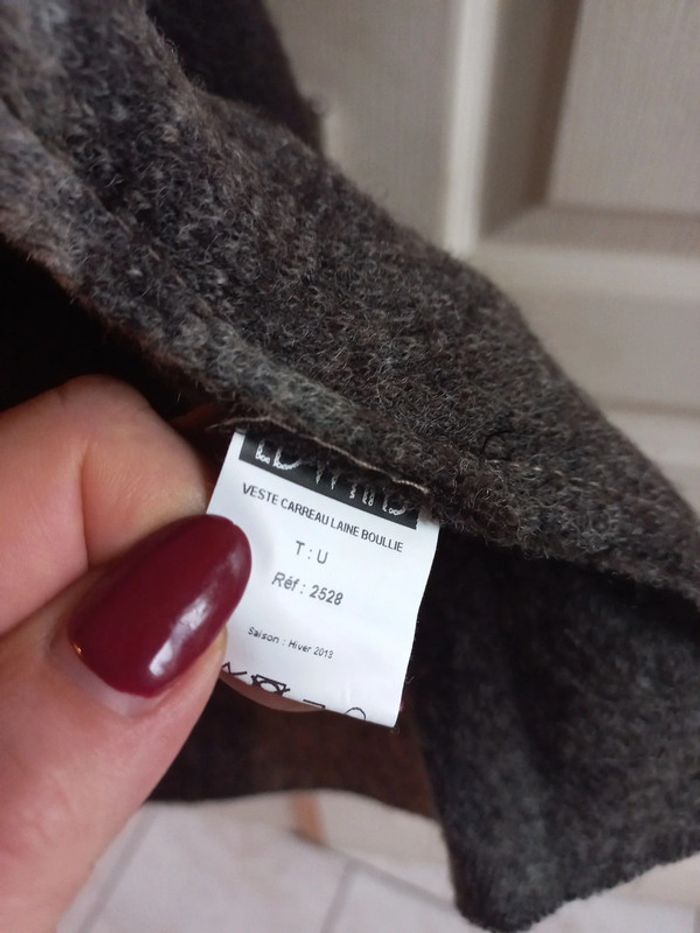 VESTE CARREAU LAINE BOULLIE
T : U
Réf : 2528
Saison : Hiver 2013